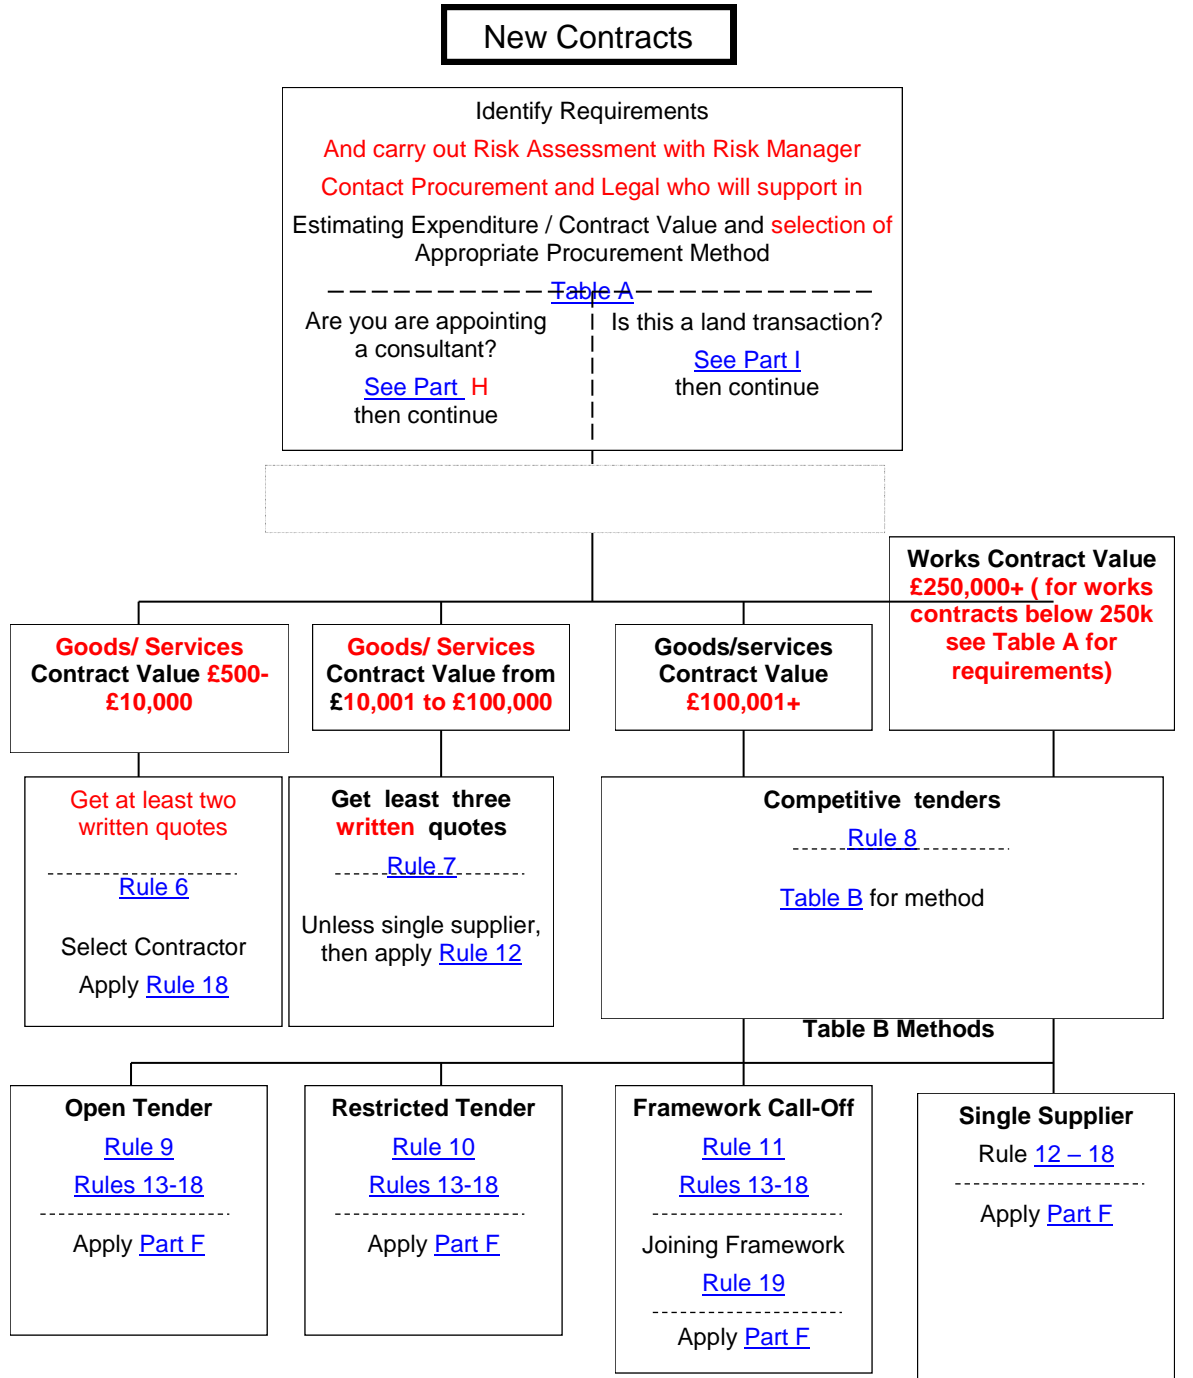 New Contracts
Identify Requirements
And carry out Risk Assessment with Risk Manager
Contact Procurement and Legal who will support in
Estimating Expenditure / Contract Value and selection of
Appropriate Procurement Method
Table A
Are you are appointing
a consultant?
See Part H
then continue
Is this a land transaction?
See Part I
then continue
Works Contract Value
£250,000+ ( for works
contracts below 250k
see Table A for
requirements)
Goods/ Services
Contract Value £500-
£10,000
Goods/ Services
Contract Value from
£10,001 to £100,000
Goods/services
Contract Value
£100,001+
Get at least two
written quotes
Rule 6
Select Contractor
Apply Rule 18
Get least three
written quotes
Rule 7
Unless single supplier,
then apply Rule 12
Competitive tenders
Rule 8
Table B for method
Table B Methods
Open Tender
Rule 9
Rules 13-18
Apply Part F
Restricted Tender
Rule 10
Rules 13-18
Apply Part F
Framework Call-Off
Rule 11
Rules 13-18
Joining Framework
Rule 19
Apply Part F
Single Supplier
Rule 12 – 18
Apply Part F